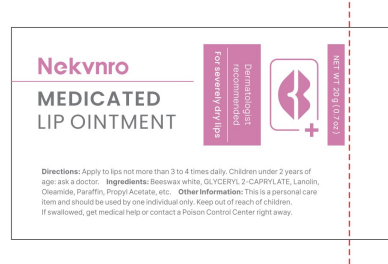 Nekvnro
MEDICATED
LIP OINTMENT
Dermatologist
recommended
For severely dry lips
NET WT 20 g (0.7 oz)
Directions: Apply to lips not more than 3 to 4 times daily. Children under 2 years of
age: ask a doctor. Ingredients: Beeswax white, GLYCERYL 2-CAPRYLATE, Lanolin,
Oleamide, Paraffin, Propyl Acetate, etc. Other Information: This is a personal care
item and should be used by one individual only. Keep out of reach of children.
If swallowed, get medical help or contact a Poison Control Center right away.